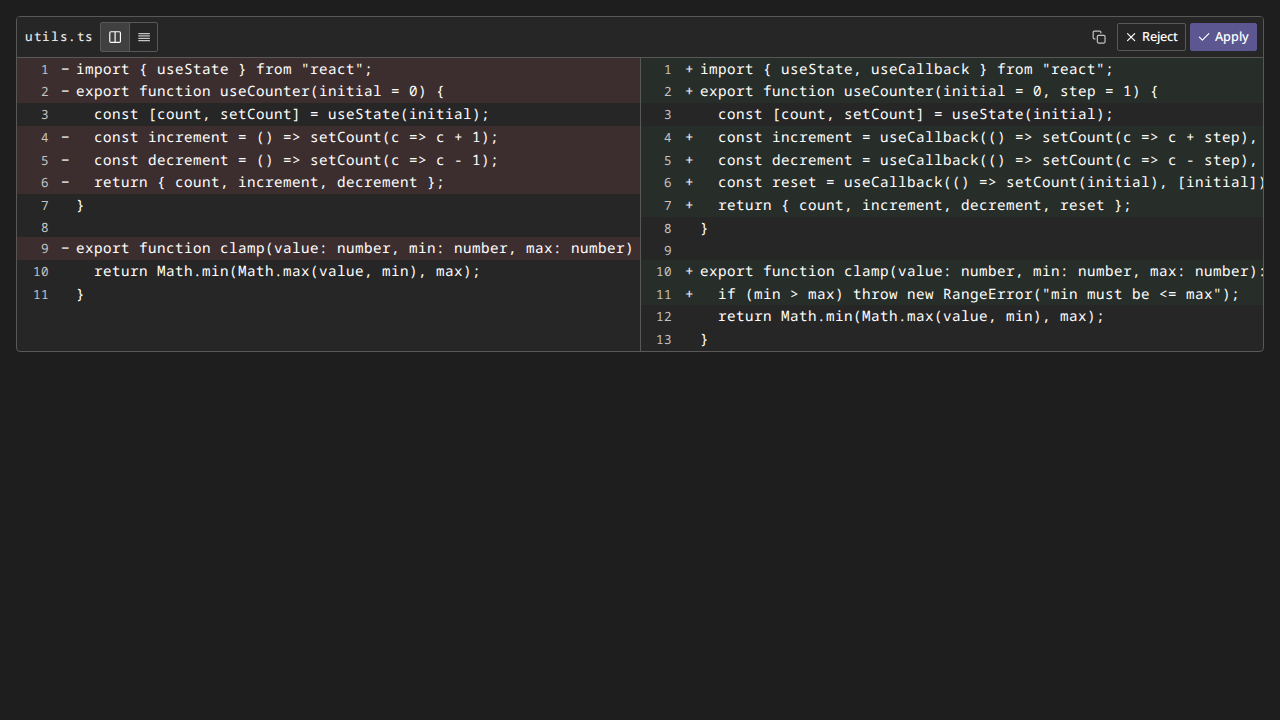 utils.ts
Reject
Apply
1 - import { useState } from "react";
2 - export function useCounter(initial = 0) {
3 const [count, setCount] = useState(initial);
4 - const increment = () => setCount(c => c + 1);
5 - const decrement = () => setCount(c => c - 1);
6 - return { count, increment, decrement };
7 }
8
9 - export function clamp(value: number, min: number, max: number)
10 return Math.min(Math.max(value, min), max);
11 }
1 + import { useState, useCallback } from "react";
2 + export function useCounter(initial = 0, step = 1) {
3 const [count, setCount] = useState(initial);
4 + const increment = useCallback(() => setCount(c => c + step),
5 + const decrement = useCallback(() => setCount(c => c - step),
6 + const reset = useCallback(() => setCount(initial), [initial])
7 + return { count, increment, decrement, reset };
8 }
9
10 + export function clamp(value: number, min: number, max: number):
11 + if (min > max) throw new RangeError("min must be <= max");
12 return Math.min(Math.max(value, min), max);
13 }